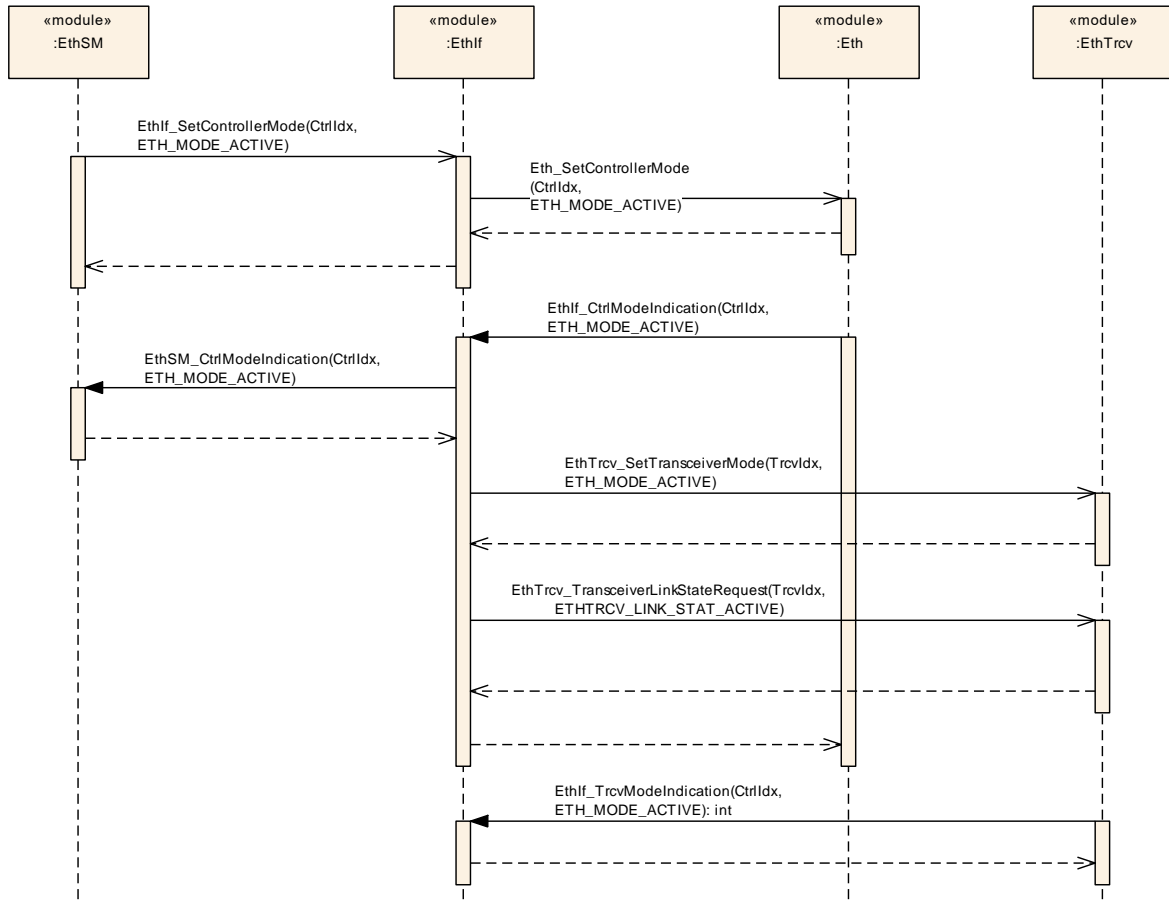 «module»
:EthSM
«module»
:EthIf
«module»
:Eth
«module»
:EthTrcv
EthIf_SetControllerMode(CtrlIdx,
ETH_MODE_ACTIVE)
Eth_SetControllerMode
(CtrlIdx,
ETH_MODE_ACTIVE)
EthIf_CtrlModeIndication(CtrlIdx,
ETH_MODE_ACTIVE)
EthSM_CtrlModeIndication(CtrlIdx,
ETH_MODE_ACTIVE)
EthTrcv_SetTransceiverMode(TrcvIdx,
ETH_MODE_ACTIVE)
EthTrcv_TransceiverLinkStateRequest(TrcvIdx,
ETHTRCV_LINK_STAT_ACTIVE)
EthIf_TrcvModeIndication(CtrlIdx,
ETH_MODE_ACTIVE): int